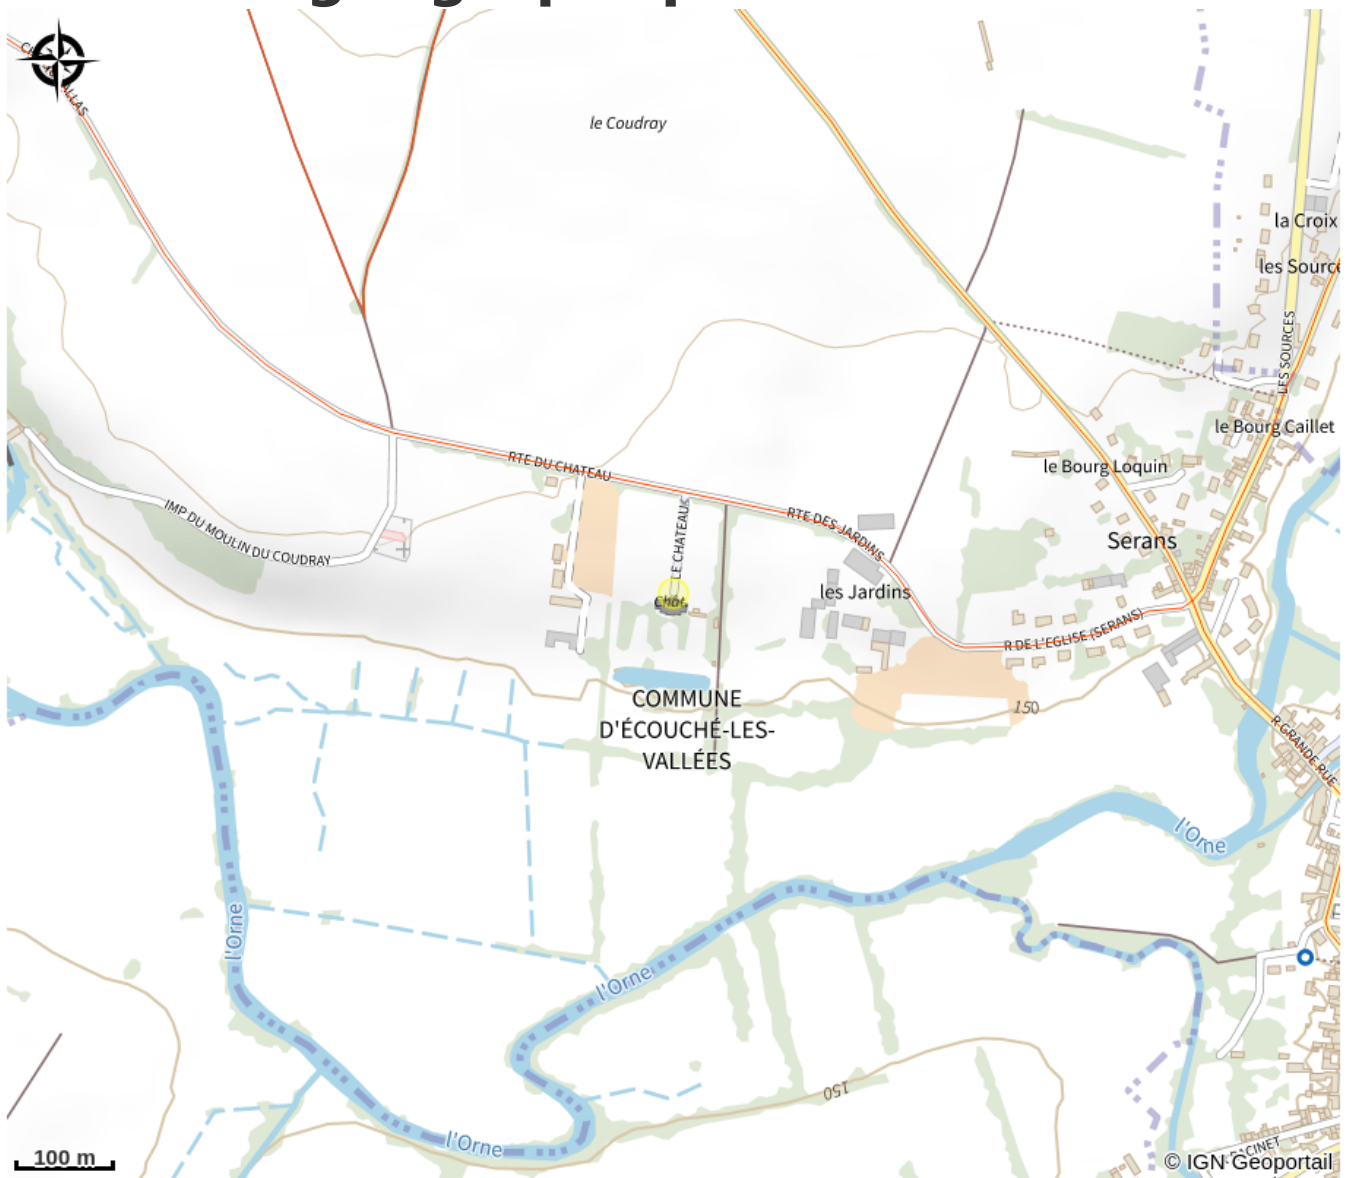 le Coudray
la Croix
les Source
LES SOURCES
le Bourg Caillet
le Bourg Loquin
RTE DU CHATEAU
RTE DES JARDINS
IMP DU MOULIN DU COUDRAY
LE CHATEAU
Chât
Serans
les Jardins
R DE L'EGLISE (SERANS)
COMMUNE
D'ÉCOUCHÉ-LES-
VALLÉES
150
R GRANDE RUE
l'Orne
l'Orne
l'Orne
150
l'Orne
100 m
© IGN Geoportail